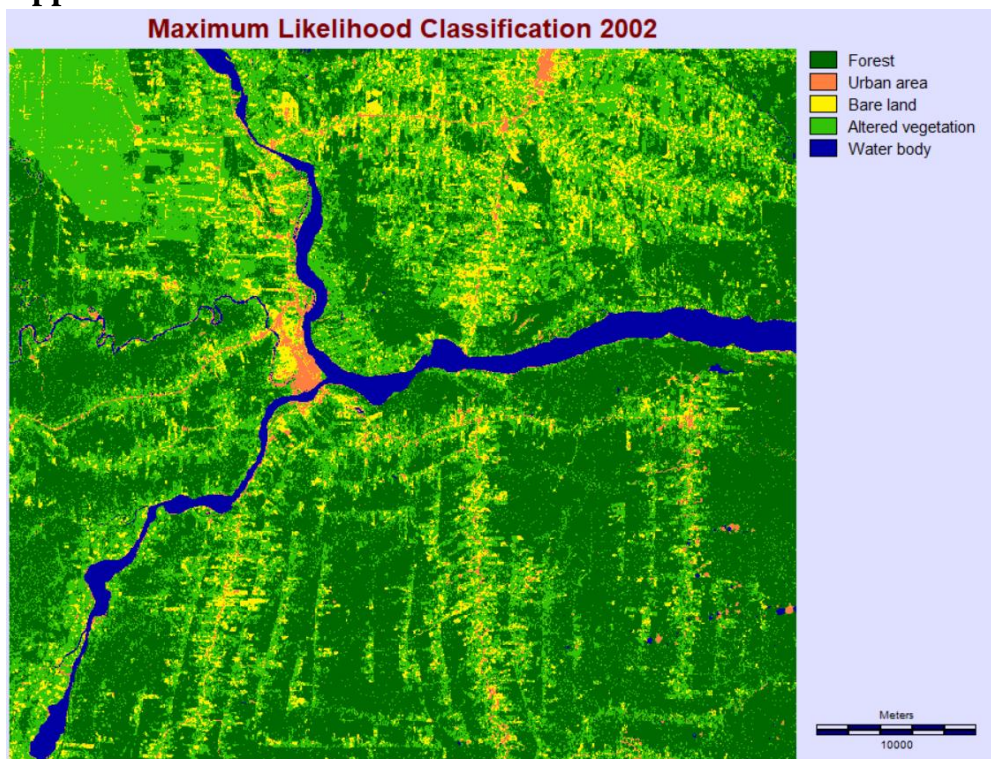 Maximum Likelihood Classification 2002
Forest
Urban area
Bare land
Altered vegetation
Water body
Meters
10000